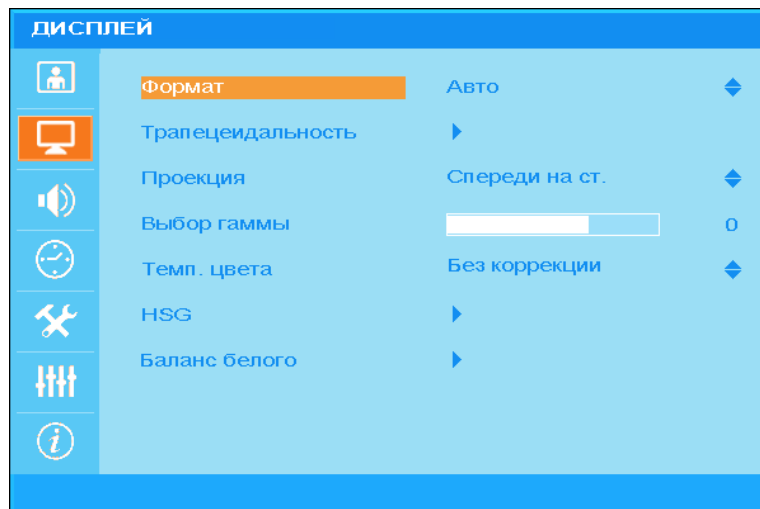 ДИСПЛЕЙ
Формат Авто
Трапецеидальность
Проекция Спереди на ст.
Выбор гаммы 0
Темп. цвета Без коррекции
HSG
Баланс белого
i